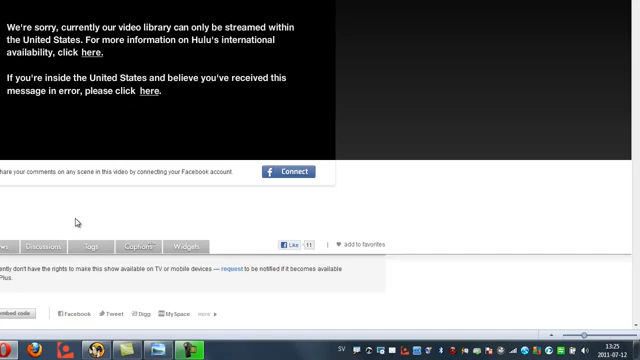 We're sorry, currently our video library can only be streamed within
the United States. For more information on Hulu's international
availability, click here.
If you're inside the United States and believe you've received this
message in error, please click here.
hare your comments on any scene in this video by connecting your Facebook account.
Connect
ws Discussions Tags Captions Widgets
Like 11 add to favorites
ently don't have the rights to make this show available on TV or mobile devices — request to be notified if it becomes available
Plus.
mbed code Facebook Tweet Digg MySpace more
SV 13:25
2011-07-12